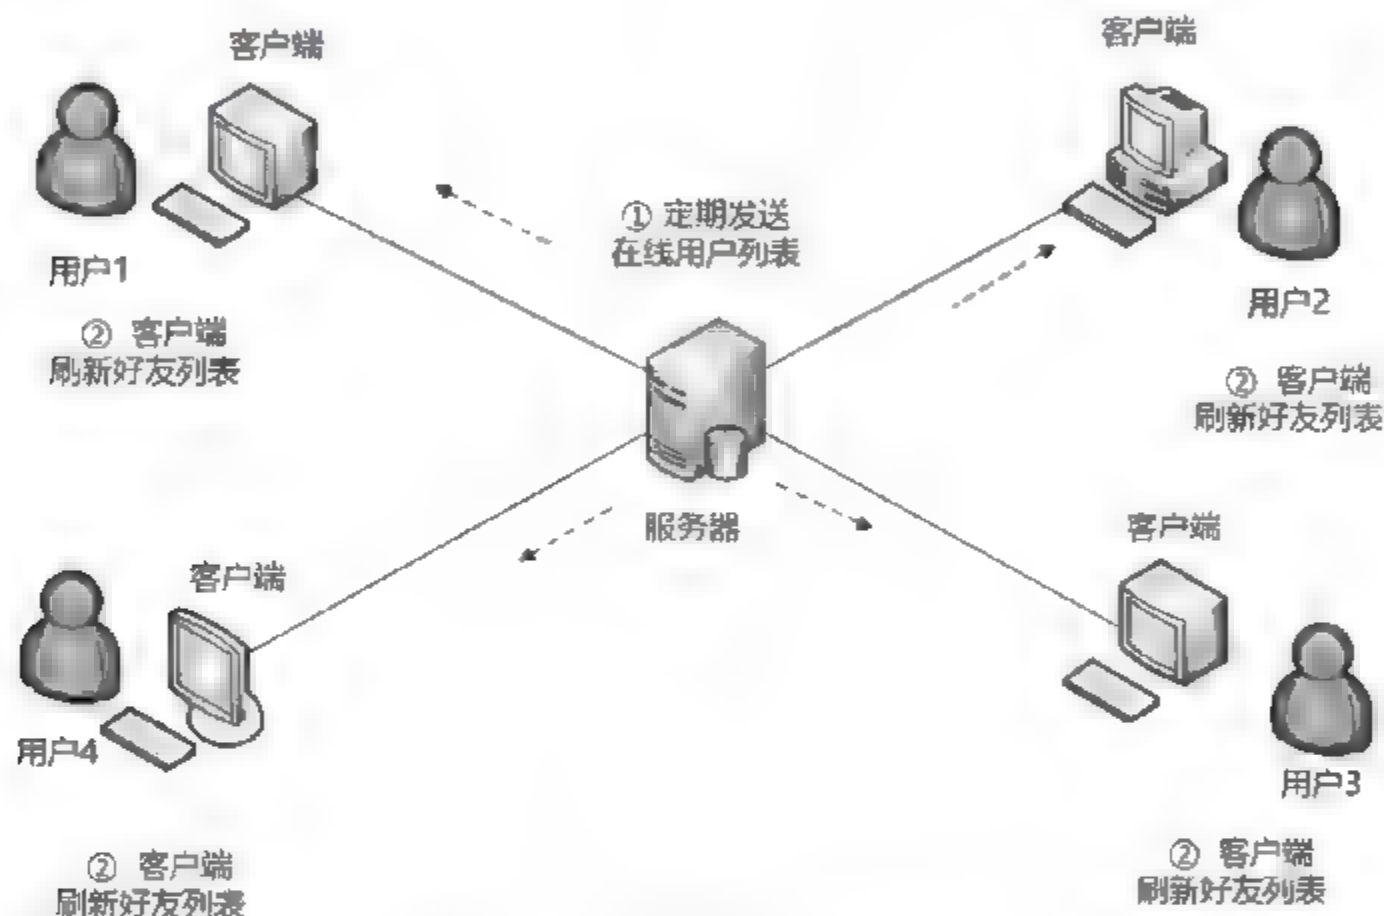 客户端
客户端
① 定期发送
在线用户列表
用户1
用户2
② 客户端
刷新好友列表
② 客户端
刷新好友列表
服务器
客户端
客户端
用户4
用户3
② 客户端
刷新好友列表
② 客户端
刷新好友列表